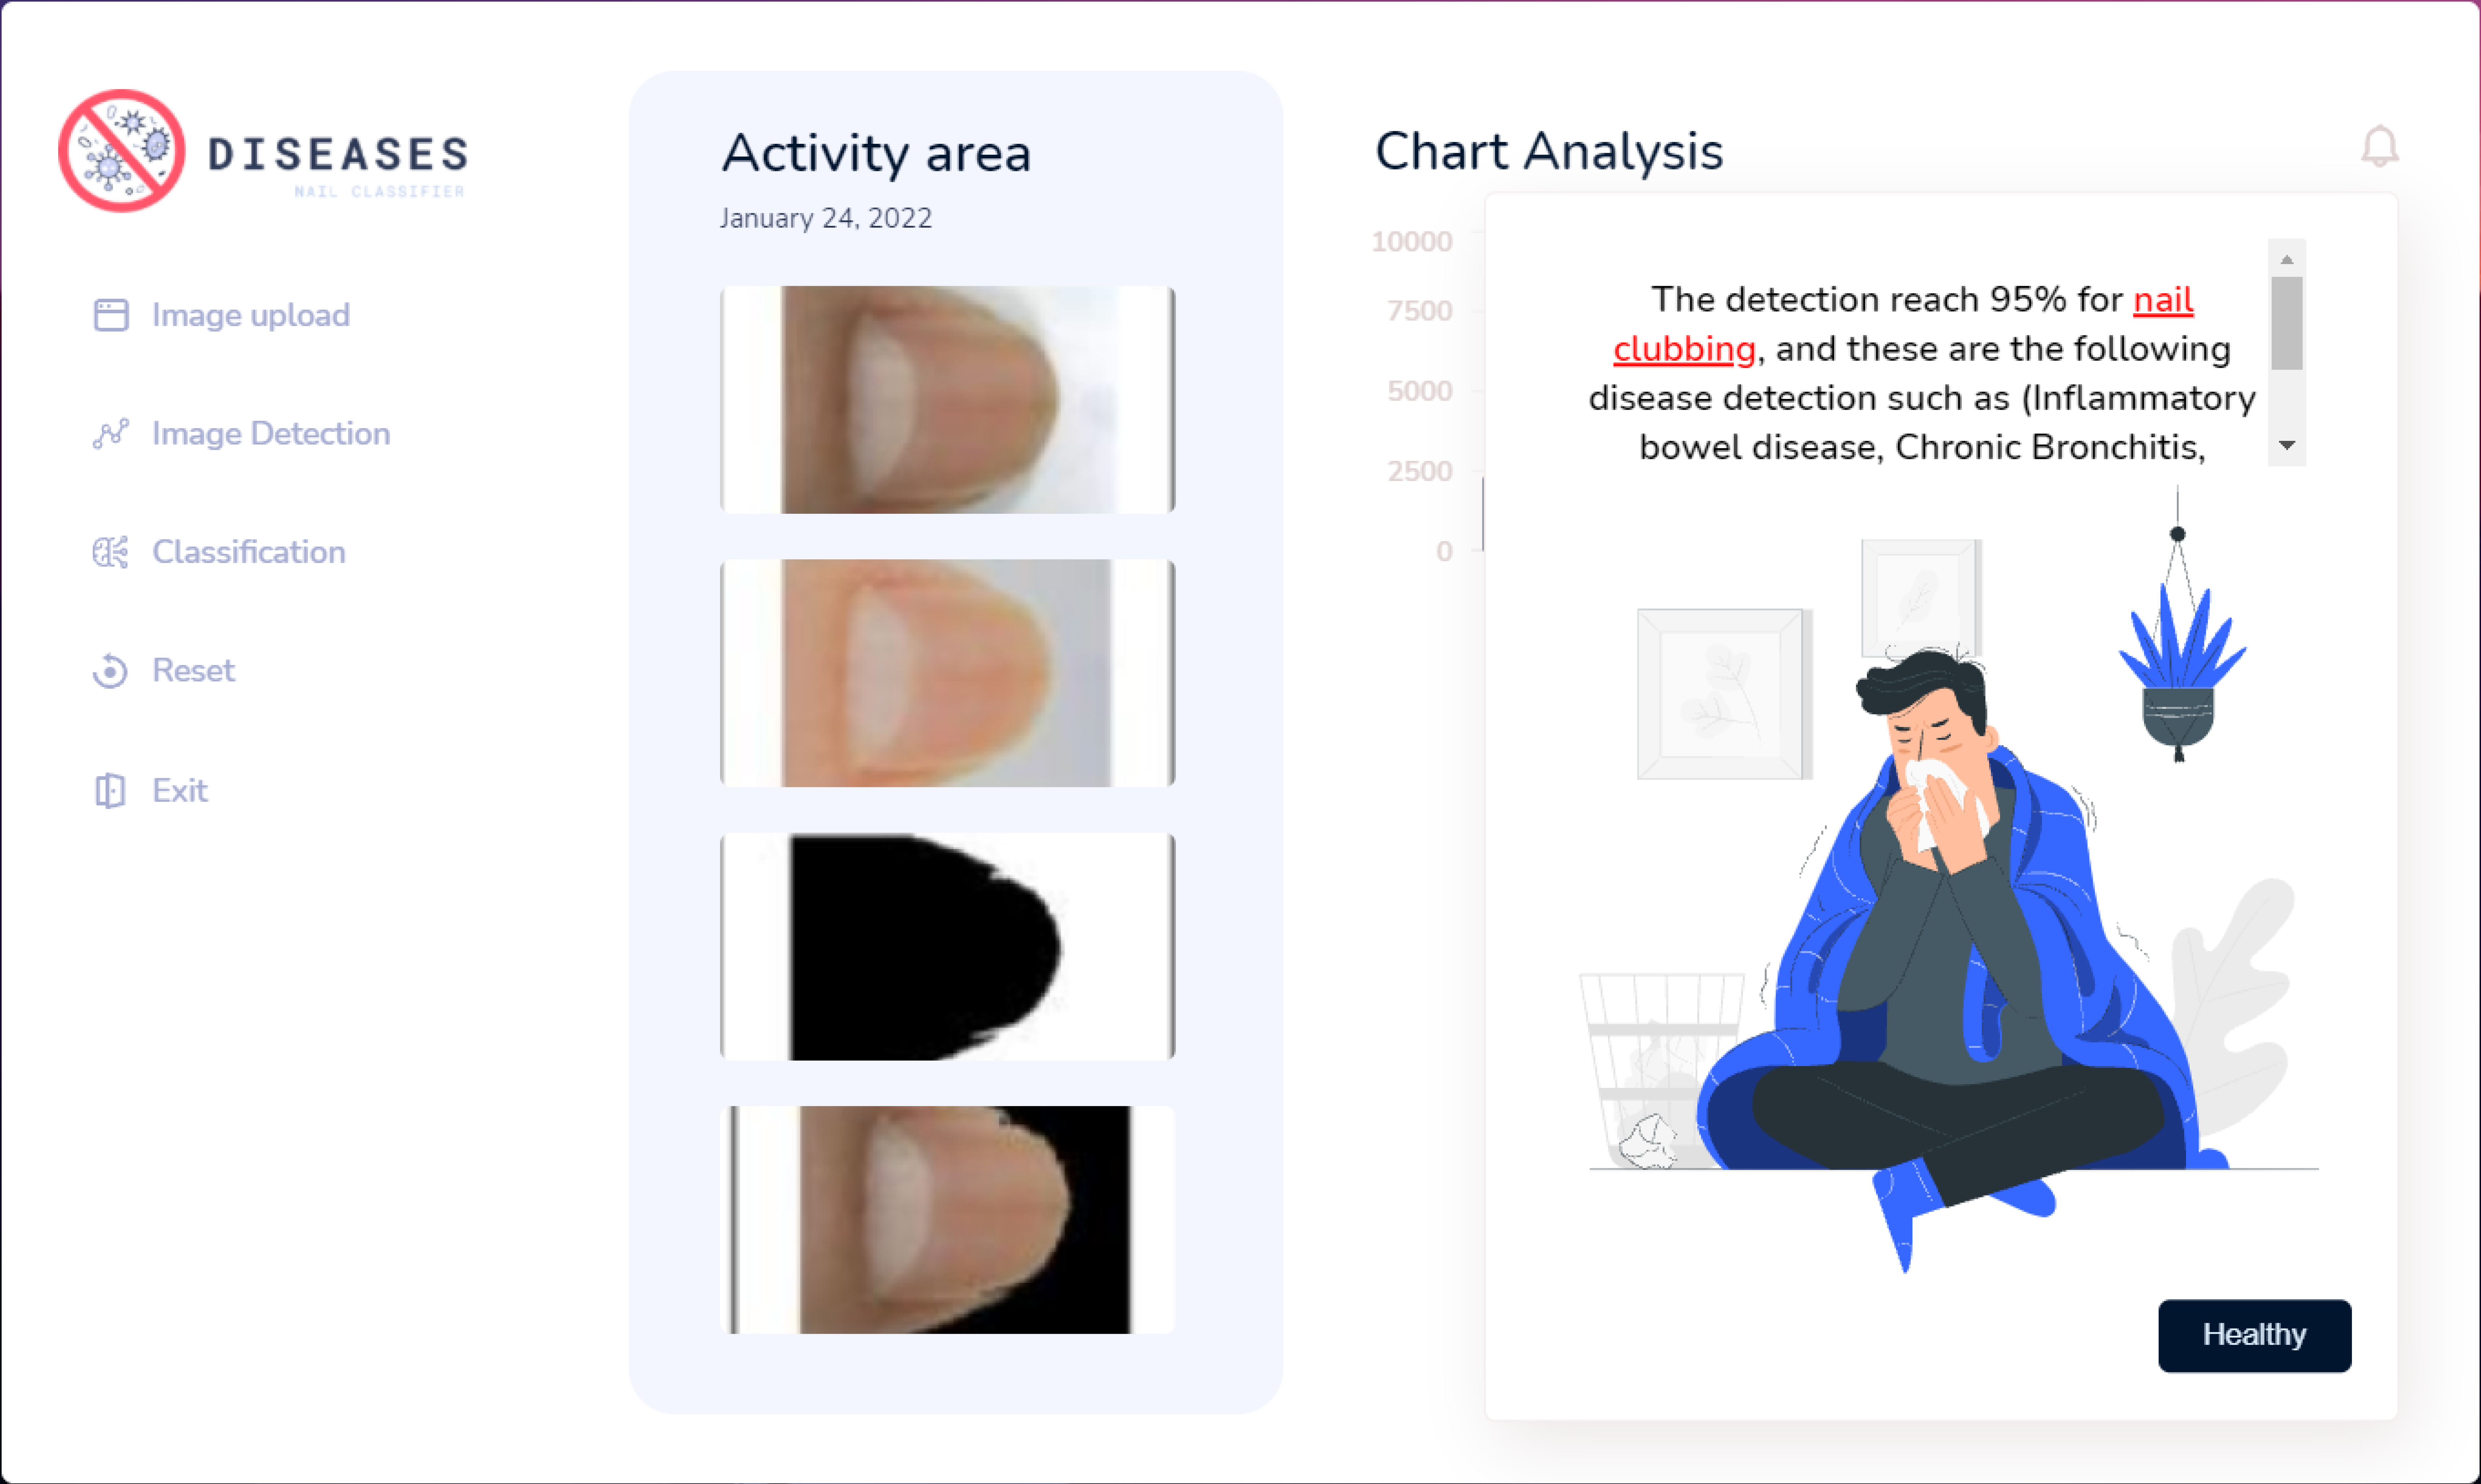 DISEASES
NAIL CLASSIFIER
Image upload
Image Detection
Classification
Reset
Exit
Activity area
January 24, 2022
Chart Analysis
10000
7500
5000
2500
0
The detection reach 95% for nail
clubbing, and these are the following
disease detection such as (Inflammatory
bowel disease, Chronic Bronchitis,
Healthy